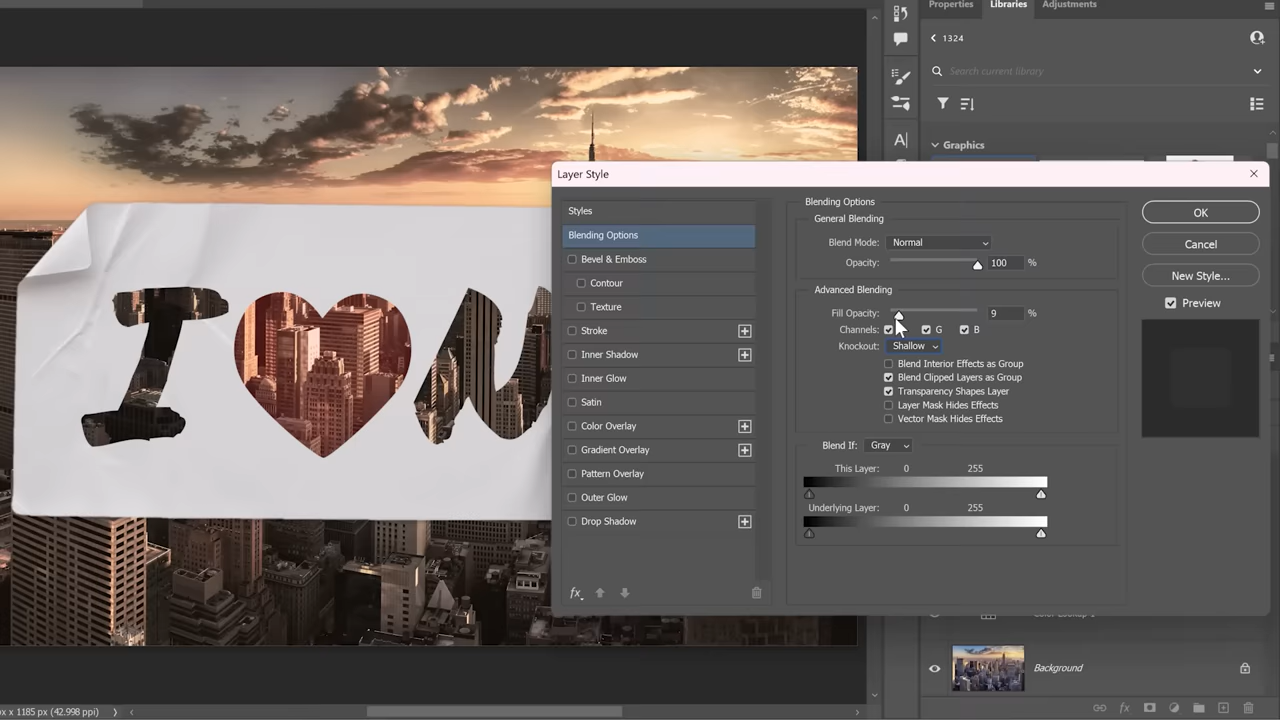 Properties
Libraries
Adjustments
1324
Search current library
Graphics
Layer Style
Styles
Blending Options
Bevel & Emboss
Contour
Texture
Stroke
Inner Shadow
Inner Glow
Satin
Color Overlay
Gradient Overlay
Pattern Overlay
Outer Glow
Drop Shadow
fx
Blending Options
General Blending
Blend Mode: Normal
Opacity: 100 %
Advanced Blending
Fill Opacity: 9 %
Channels: G B
Knockout: Shallow
Blend Interior Effects as Group
Blend Clipped Layers as Group
Transparency Shapes Layer
Layer Mask Hides Effects
Vector Mask Hides Effects
Blend If: Gray
This Layer: 0 255
Underlying Layer: 0 255
OK
Cancel
New Style...
Preview
I
Background
px x 1185 px (42.998 ppi)
fx